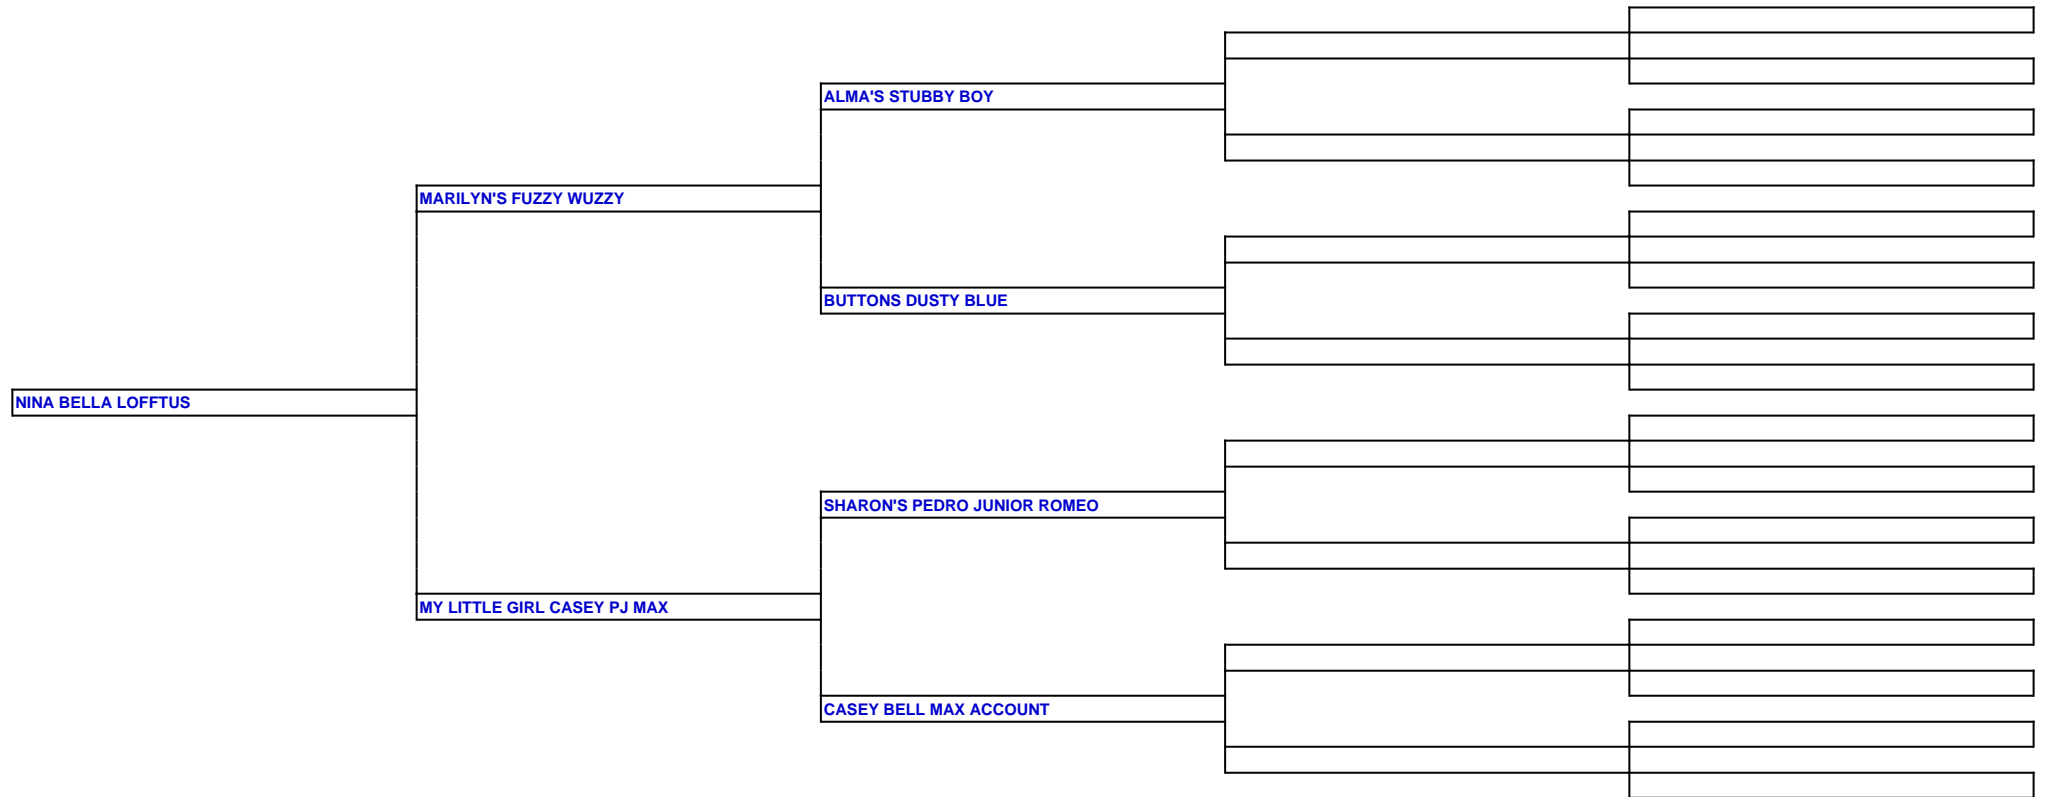 ALMA'S STUBBY BOY
MARILYN'S FUZZY WUZZY
BUTTONS DUSTY BLUE
NINA BELLA LOFFTUS
SHARON'S PEDRO JUNIOR ROMEO
MY LITTLE GIRL CASEY PJ MAX
CASEY BELL MAX ACCOUNT